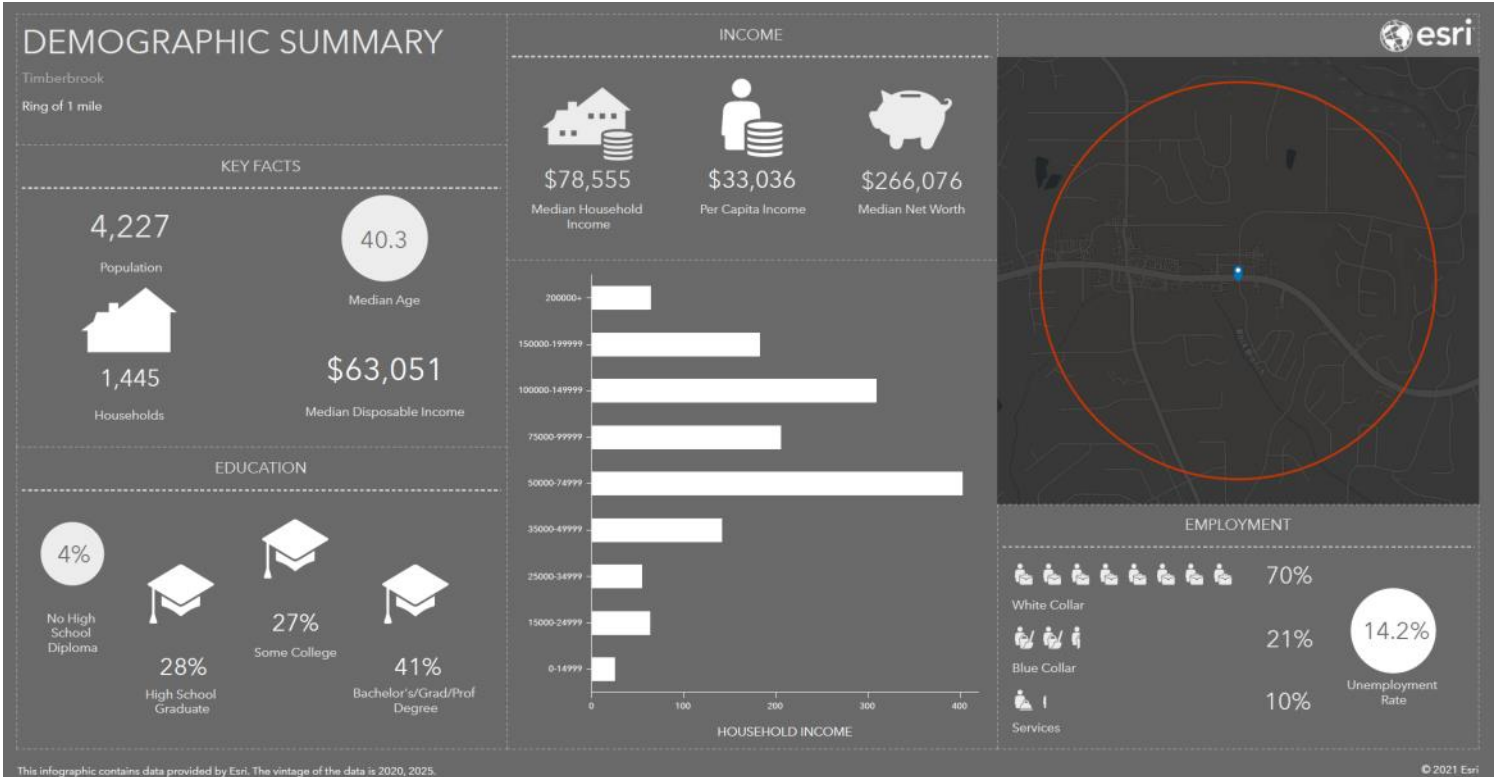 DEMOGRAPHIC SUMMARY
Timberbrook
Ring of 1 mile
KEY FACTS
4,227
Population
40.3
Median Age
1,445
Households
$63,051
Median Disposable Income
EDUCATION
4%
No High
School
Diploma
28%
High School
Graduate
27%
Some College
41%
Bachelor's/Grad/Prof
Degree
INCOME
$78,555
Median Household
Income
$33,036
Per Capita Income
$266,076
Median Net Worth
200000+
150000-199999
100000-149999
75000-99999
50000-74999
35000-49999
25000-34999
15000-24999
0-14999
0 100 200 300 400
HOUSEHOLD INCOME
esri
EMPLOYMENT
70%
White Collar
21%
Blue Collar
10%
Services
14.2%
Unemployment
Rate
This infographic contains data provided by Esri. The vintage of the data is 2020, 2025.
© 2021 Esri